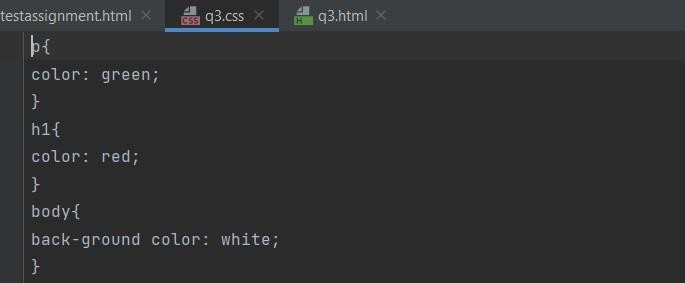 testassignment.html × q3.css × q3.html ×
p{
color: green;
}
h1{
color: red;
}
body{
back-ground color: white;
}